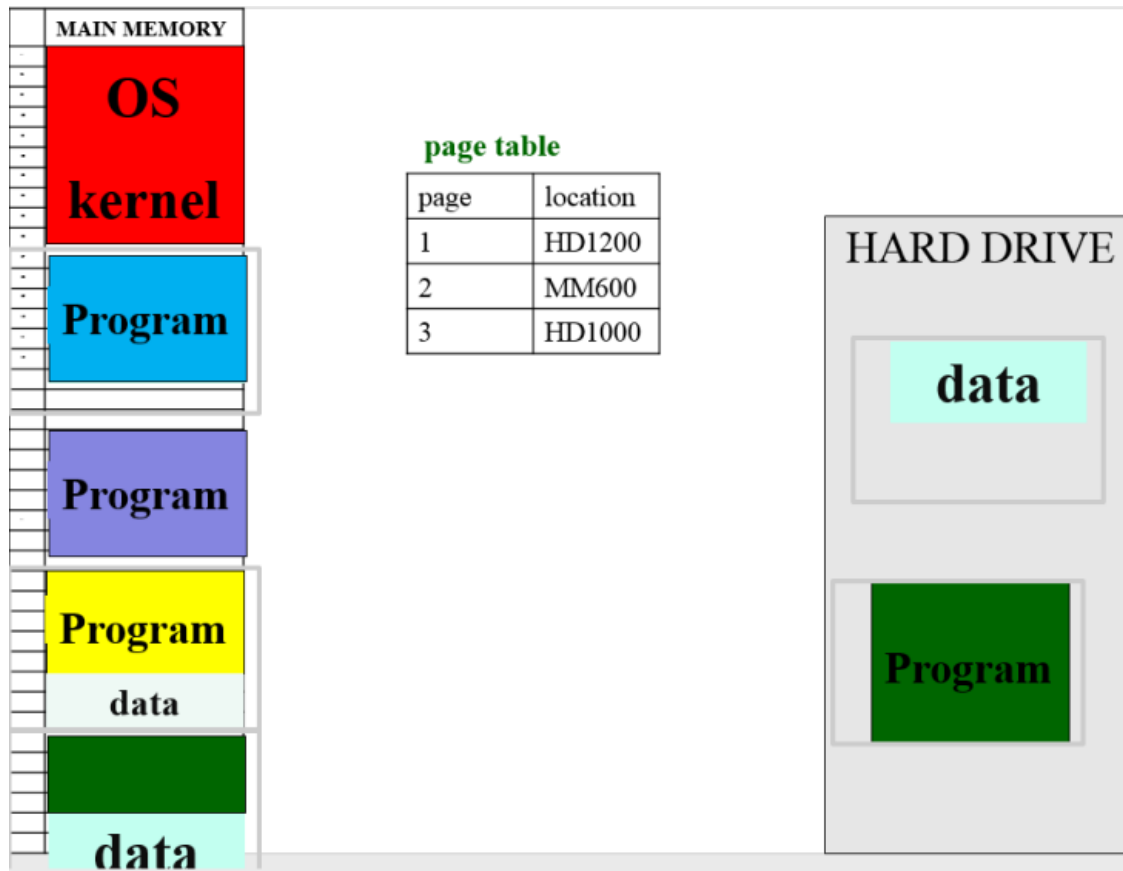 MAIN MEMORY
OS
kernel
Program
Program
Program
data
data
page table
page location
1 HD1200
2 MM600
3 HD1000
HARD DRIVE
data
Program